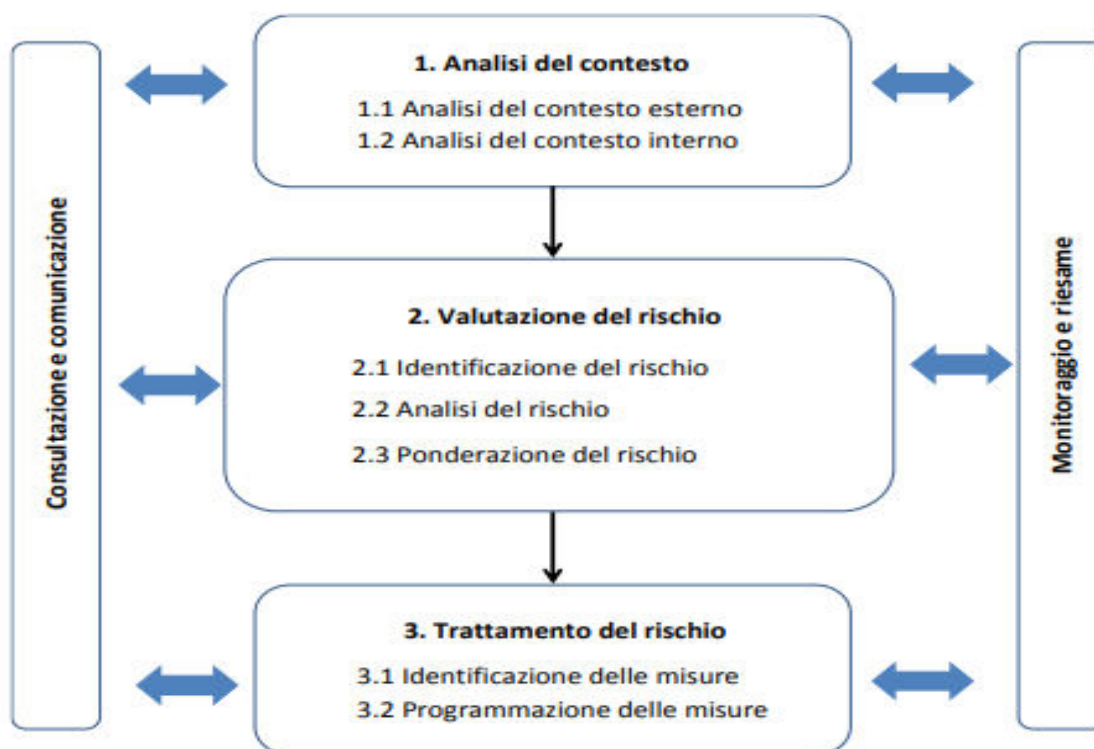 Consultazione e comunicazione
1. Analisi del contesto
1.1 Analisi del contesto esterno
1.2 Analisi del contesto interno
2. Valutazione del rischio
2.1 Identificazione del rischio
2.2 Analisi del rischio
2.3 Ponderazione del rischio
3. Trattamento del rischio
3.1 Identificazione delle misure
3.2 Programmazione delle misure
Monitoraggio e riesame